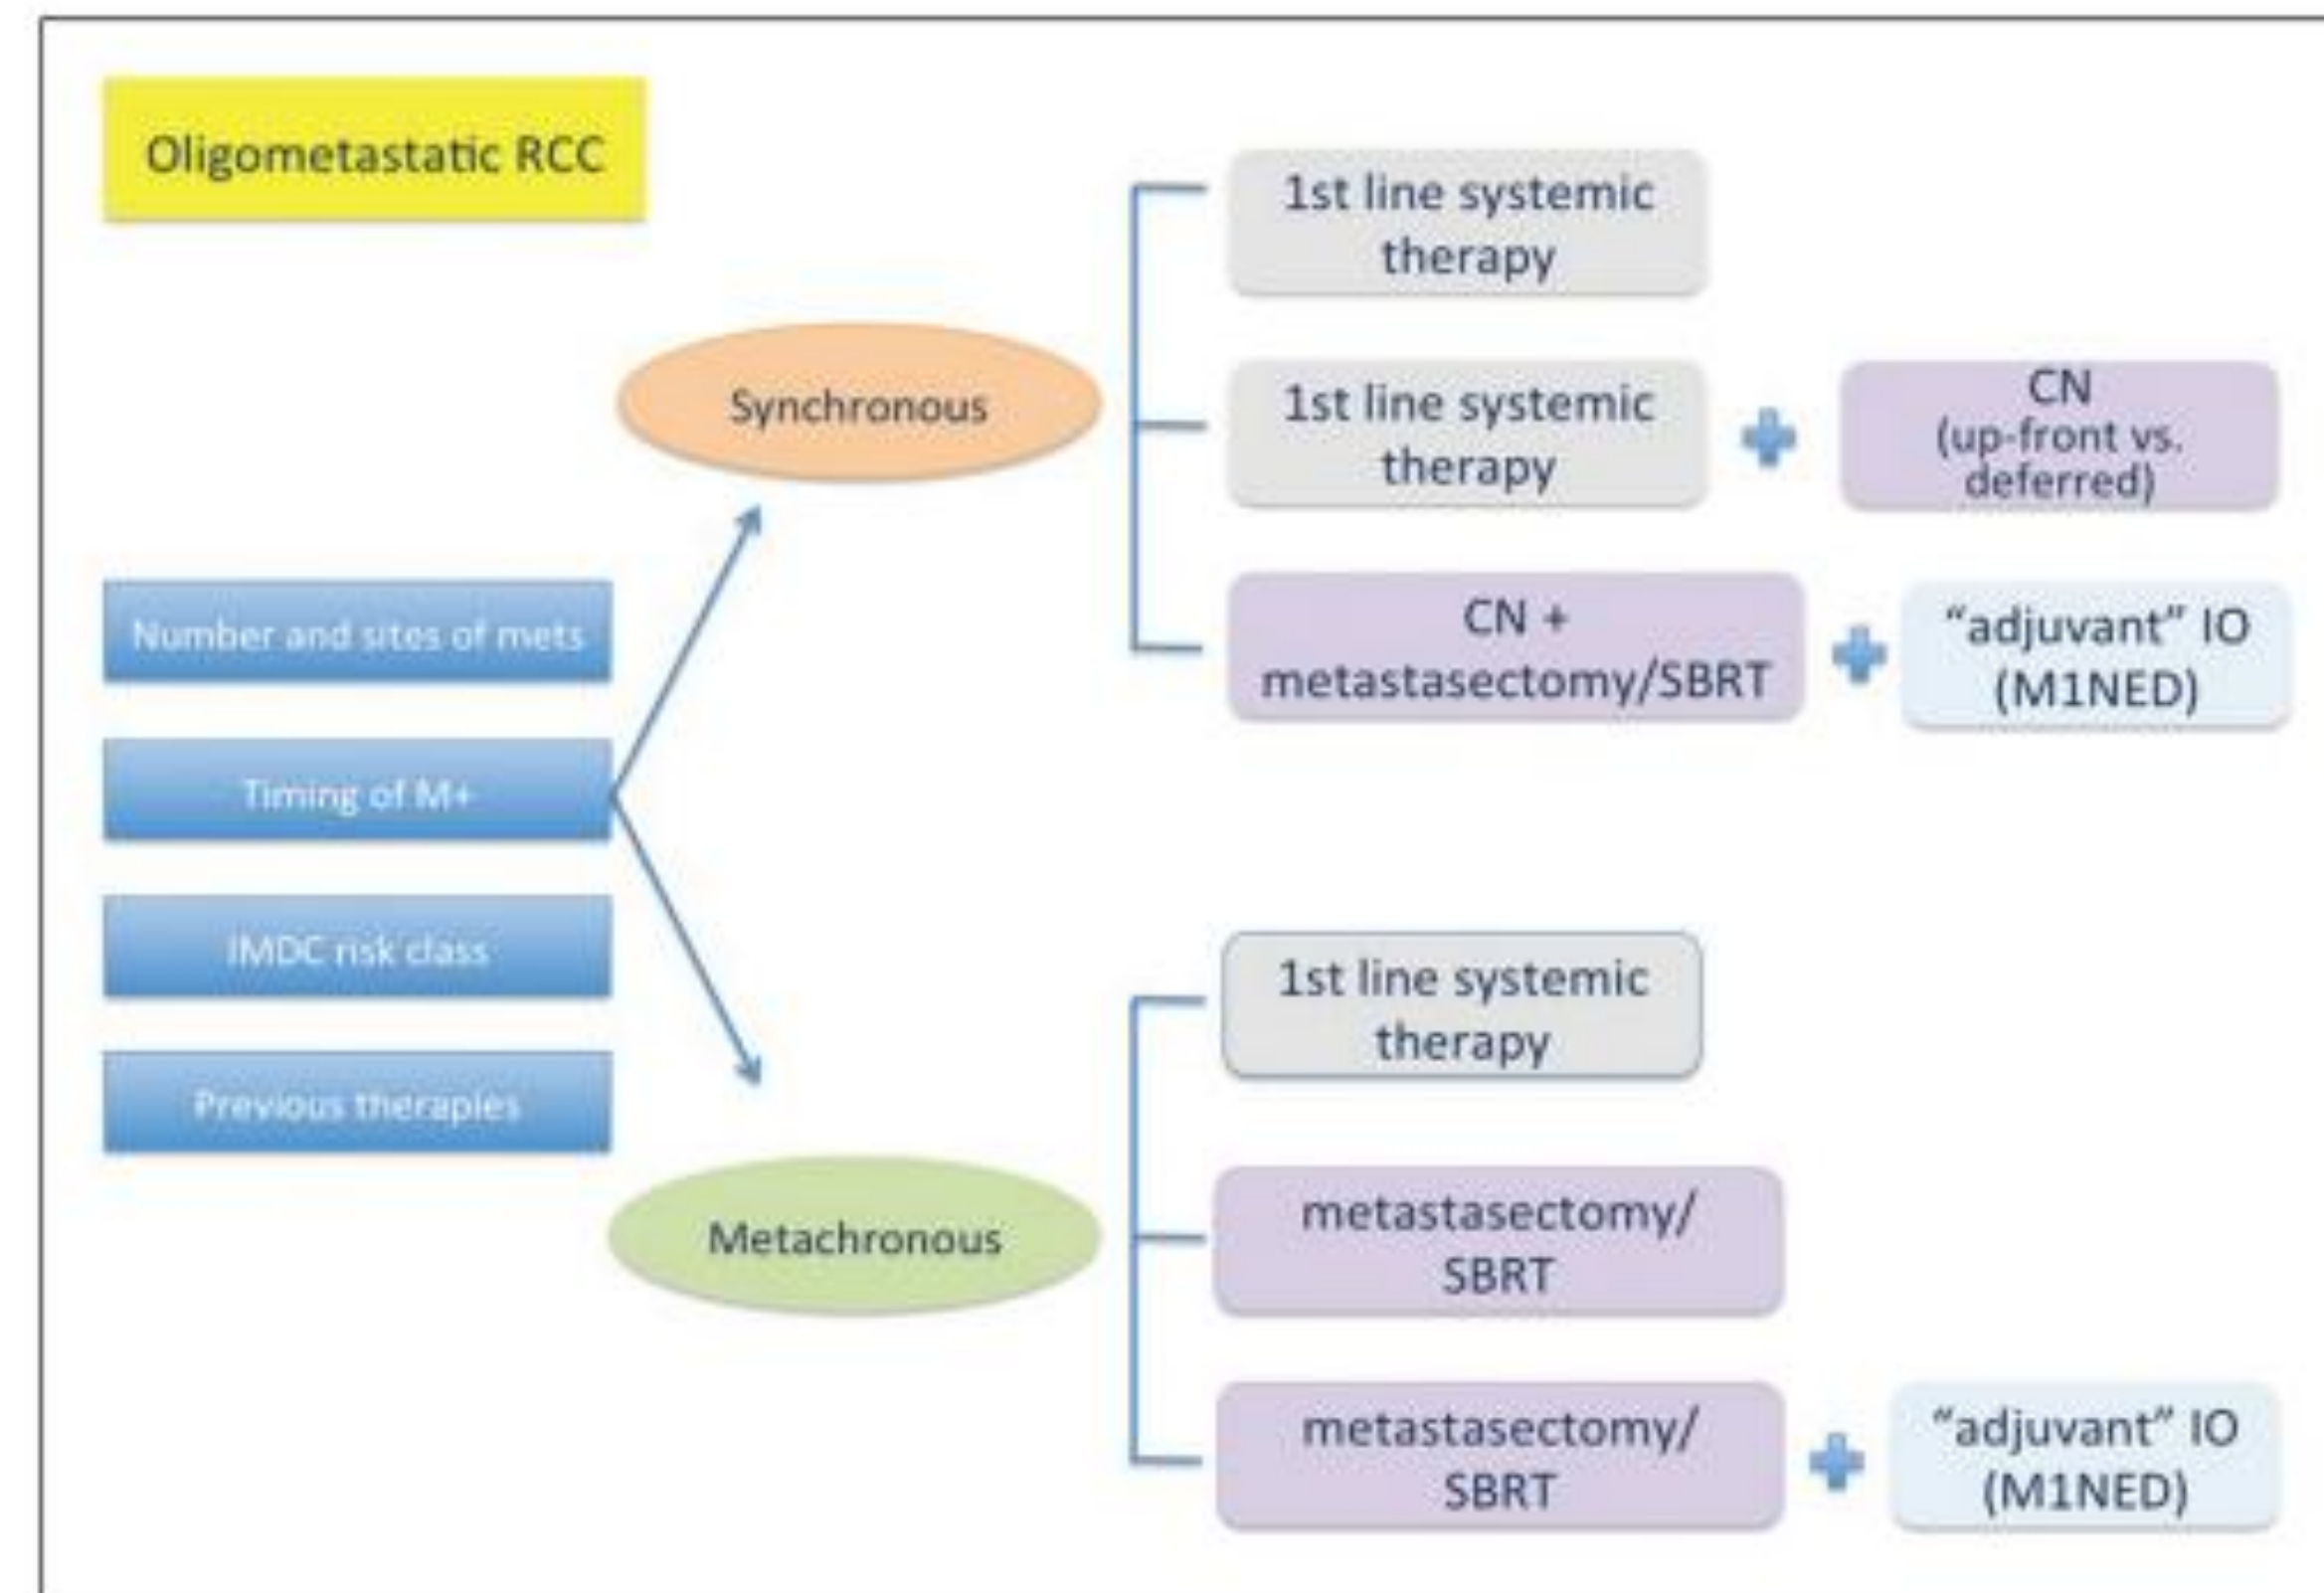 Oligometastatic RCC
Number and sites of mets
Timing of M+
IMDC risk class
Previous therapies
Synchronous
1st line systemic
therapy
1st line systemic
therapy
CN
(up-front vs.
deferred)
CN +
metastasectomy/SBRT
“adjuvant” IO
(M1NED)
Metachronous
1st line systemic
therapy
metastasectomy/
SBRT
metastasectomy/
SBRT
“adjuvant” IO
(M1NED)